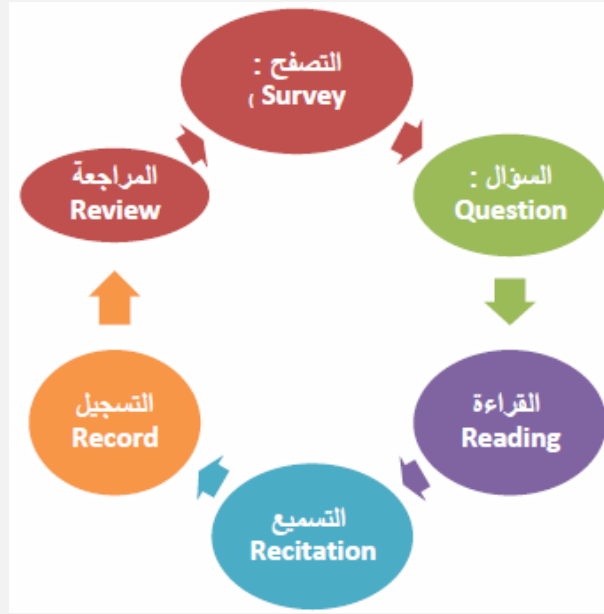 التصفح :
( Survey
السؤال :
Question
القراءة
Reading
التسميع
Recitation
التسجيل
Record
المراجعة
Review